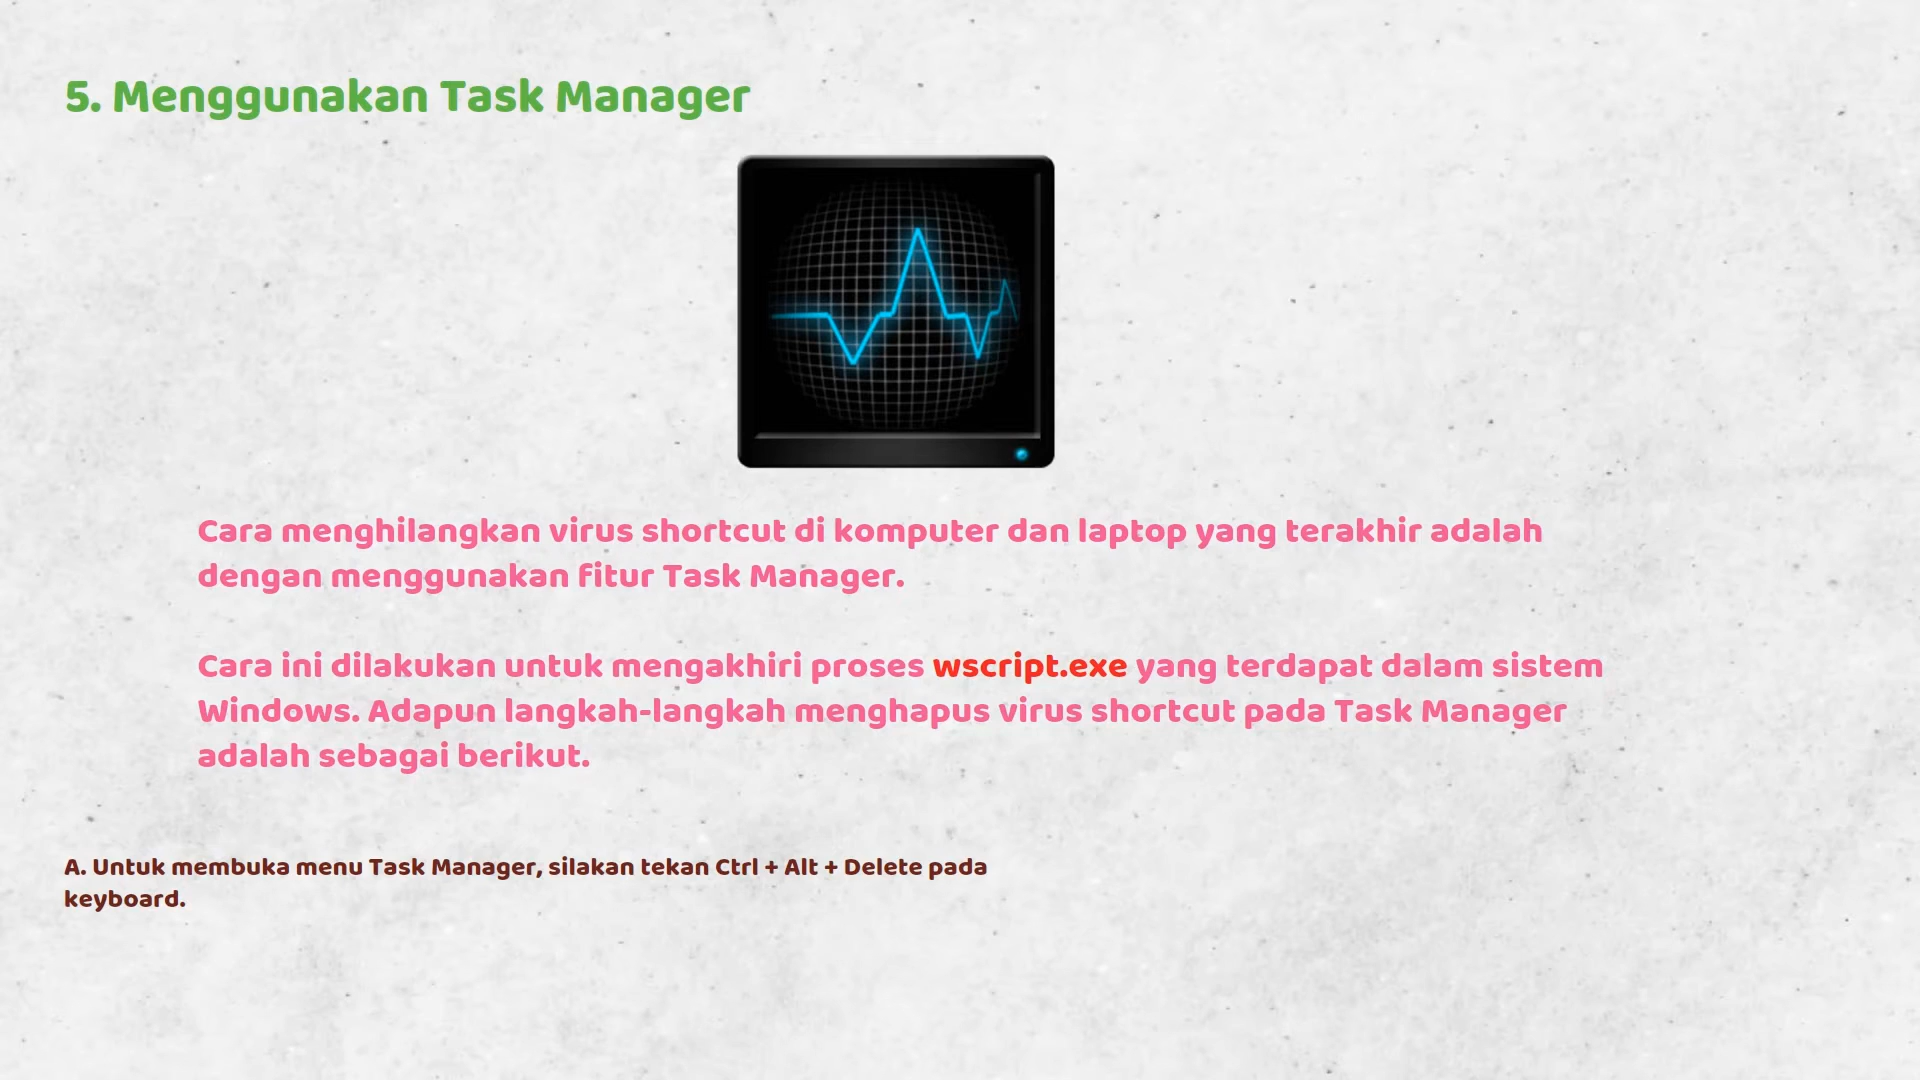 5. Menggunakan Task Manager
Cara menghilangkan virus shortcut di komputer dan laptop yang terakhir adalah
dengan menggunakan fitur Task Manager.
Cara ini dilakukan untuk mengakhiri proses wscript.exe yang terdapat dalam sistem
Windows. Adapun langkah-langkah menghapus virus shortcut pada Task Manager
adalah sebagai berikut.
A. Untuk membuka menu Task Manager, silakan tekan Ctrl + Alt + Delete pada
keyboard.